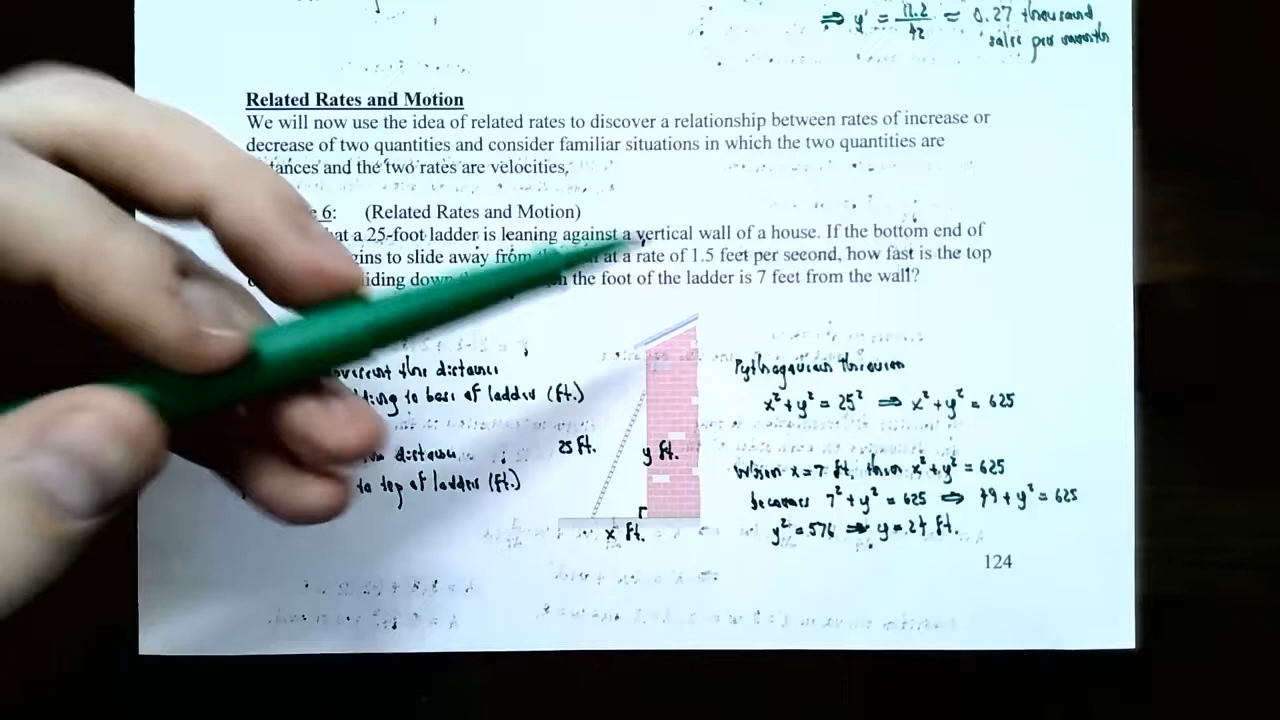 ⇒ y' = 11.2/42 ≈ 0.27 thousand
sales per month
Related Rates and Motion
We will now use the idea of related rates to discover a relationship between rates of increase or
decrease of two quantities and consider familiar situations in which the two quantities are
tances and the two rates are velocities.
6: (Related Rates and Motion)
at a 25-foot ladder is leaning against a vertical wall of a house. If the bottom end of
gins to slide away from at a rate of 1.5 feet per second, how fast is the top
iding down the foot of the ladder is 7 feet from the wall?
the distance
to base of ladder (ft.)
distance
to top of ladder (ft.)
25 ft.
y ft.
x ft.
Pythagorean Theorem
x² + y² = 25² ⇒ x² + y² = 625
When x = 7 ft, then x² + y² = 625
becomes 7² + y² = 625 ⇒ 49 + y² = 625
y² = 576 ⇒ y = 24 ft.
124